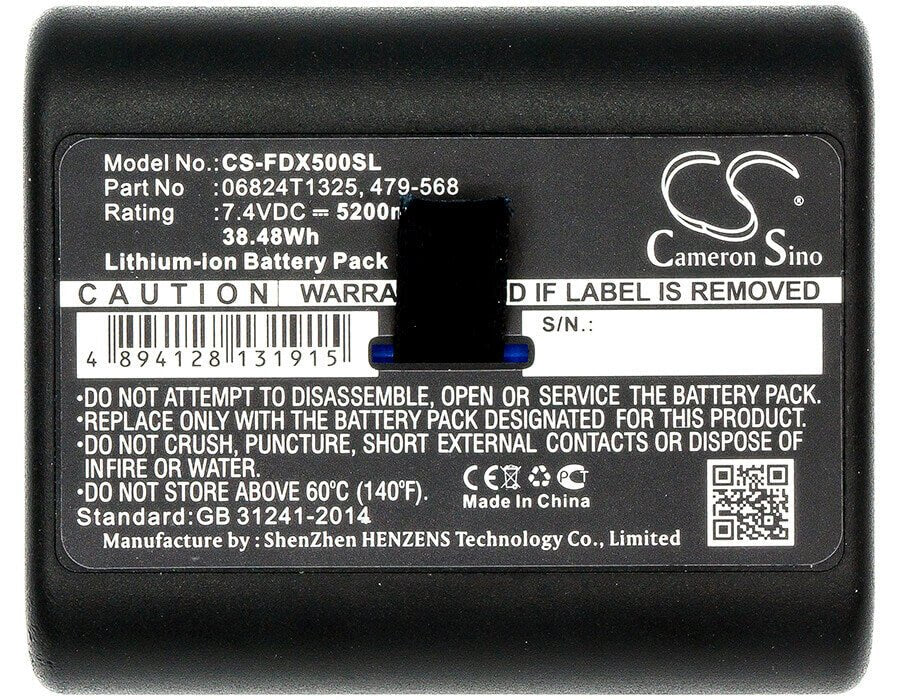 Model No.:CS-FDX500SL
Part No :06824T1325, 479-568
Rating :7.4VDC ⎓ 5200
38.48Wh
Lithium-ion Battery Pack
Cameron Sino
®
CAUTION IF LABEL IS REMOVED
4 894128 131915
S/N.:
•DO NOT ATTEMPT TO DISASSEMBLE, OPEN OR SERVICE THE BATTERY PACK.
•REPLACE ONLY WITH THE BATTERY PACK DESIGNATED FOR THIS PRODUCT.
•DO NOT CRUSH, PUNCTURE, SHORT EXTERNAL CONTACTS OR DISPOSE OF
IN FIRE OR WATER.
•DO NOT STORE ABOVE 60°C (140°F).
Standard:GB 31241-2014
CE
Made In China
Manufacture by : ShenZhen HENZENS Technology Co., Limited